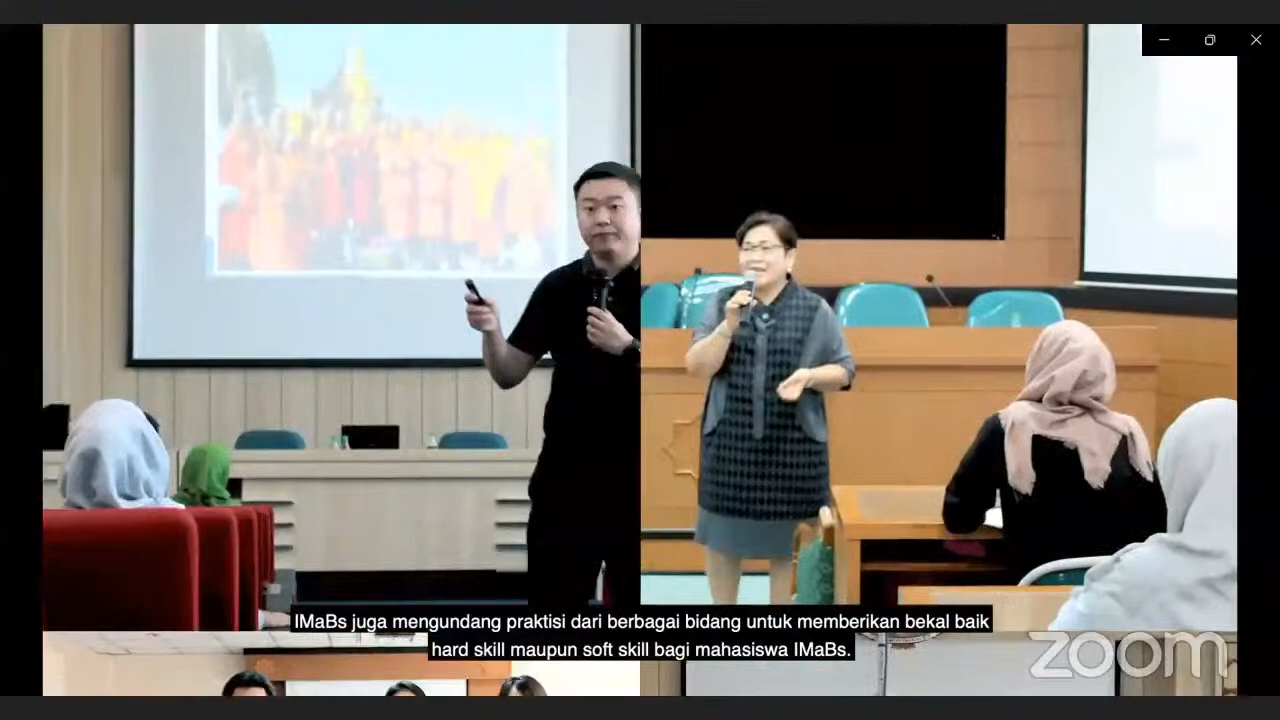 IMaBs juga mengundang praktisi dari berbagai bidang untuk memberikan bekal baik
hard skill maupun soft skill bagi mahasiswa IMaBs.
zoom